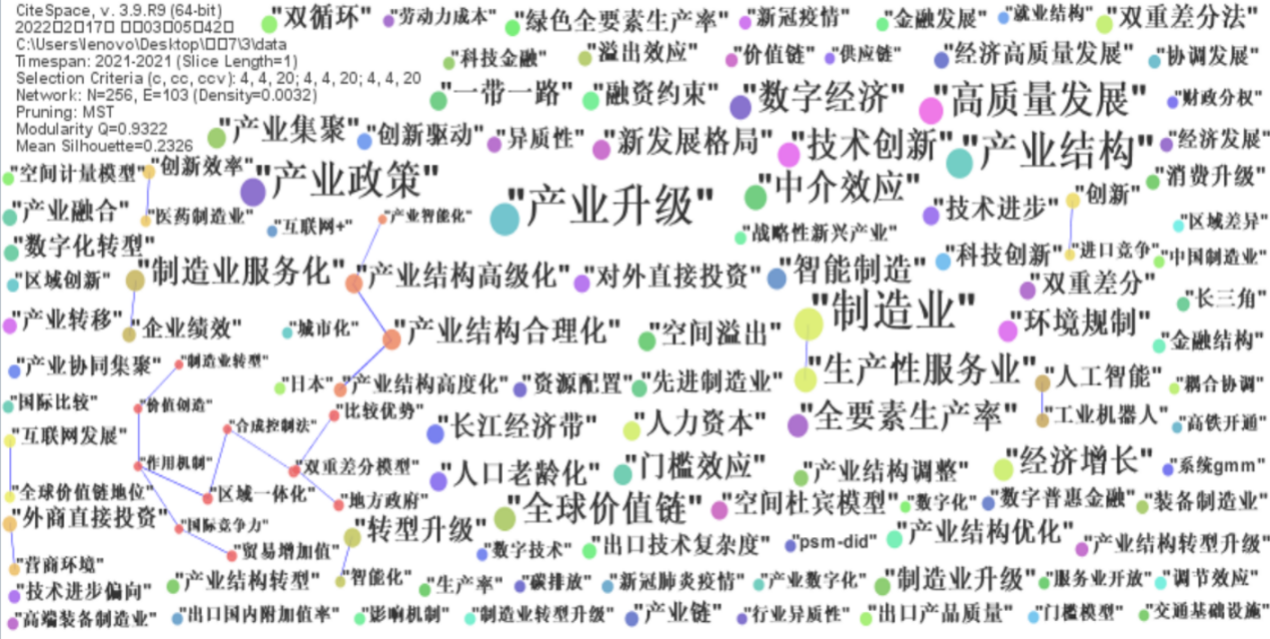 CiteSpace, v. 3.9.R9 (64-bit)
2022□2□17□ □□03□05□42□
C:\Users\lenovo\Desktop\□□7\3\data
Timespan: 2021-2021 (Slice Length=1)
Selection Criteria (c, cc, ccv): 4, 4, 20; 4, 4, 20; 4, 4, 20
Network: N=256, E=103 (Density=0.0032)
Pruning: MST
Modularity Q=0.9322
Mean Silhouette=0.2326
"双循环" "劳动力成本" "绿色全要素生产率" "新冠疫情" "金融发展" "就业结构" "双重差分法"
"科技金融" "溢出效应" "价值链" "供应链" "经济高质量发展" "协调发展"
"一带一路" "融资约束" "数字经济" "高质量发展" "财政分权"
"产业集聚" "创新驱动" "异质性" "新发展格局" "技术创新" "产业结构" "经济发展"
"空间计量模型" "创新效率" "产业政策" "产业升级" "中介效应" "消费升级"
"产业融合" "医药制造业" "互联网+" "产业智能化" "战略性新兴产业" "技术进步" "创新" "区域差异"
"数字化转型" "科技创新" "进口竞争" "中国制造业"
"区域创新" "制造业服务化" "产业结构高级化" "对外直接投资" "智能制造" "双重差分" "长三角"
"产业转移" "企业绩效" "城市化" "产业结构合理化" "空间溢出" "制造业" "环境规制" "金融结构"
"产业协同集聚" "制造业转型" "日本" "产业结构高度化" "资源配置" "先进制造业" "生产性服务业" "人工智能" "耦合协调"
"国际比较" "价值创造" "合成控制法" "比较优势" "长江经济带" "人力资本" "全要素生产率" "工业机器人" "高铁开通"
"互联网发展" "作用机制" "双重差分模型" "人口老龄化" "门槛效应" "产业结构调整" "经济增长" "系统gmm"
"全球价值链地位" "区域一体化" "地方政府" "全球价值链" "空间杜宾模型" "数字化" "数字普惠金融" "装备制造业"
"外商直接投资" "国际竞争力" "贸易增加值" "转型升级" "数字技术" "出口技术复杂度" "psm-did" "产业结构优化" "产业结构转型升级"
"营商环境"
"技术进步偏向" "产业结构转型" "智能化" "生产率" "碳排放" "新冠肺炎疫情" "产业数字化" "制造业升级" "服务业开放" "调节效应"
"高端装备制造业" "出口国内附加值率" "影响机制" "制造业转型升级" "产业链" "行业异质性" "出口产品质量" "门槛模型" "交通基础设施"